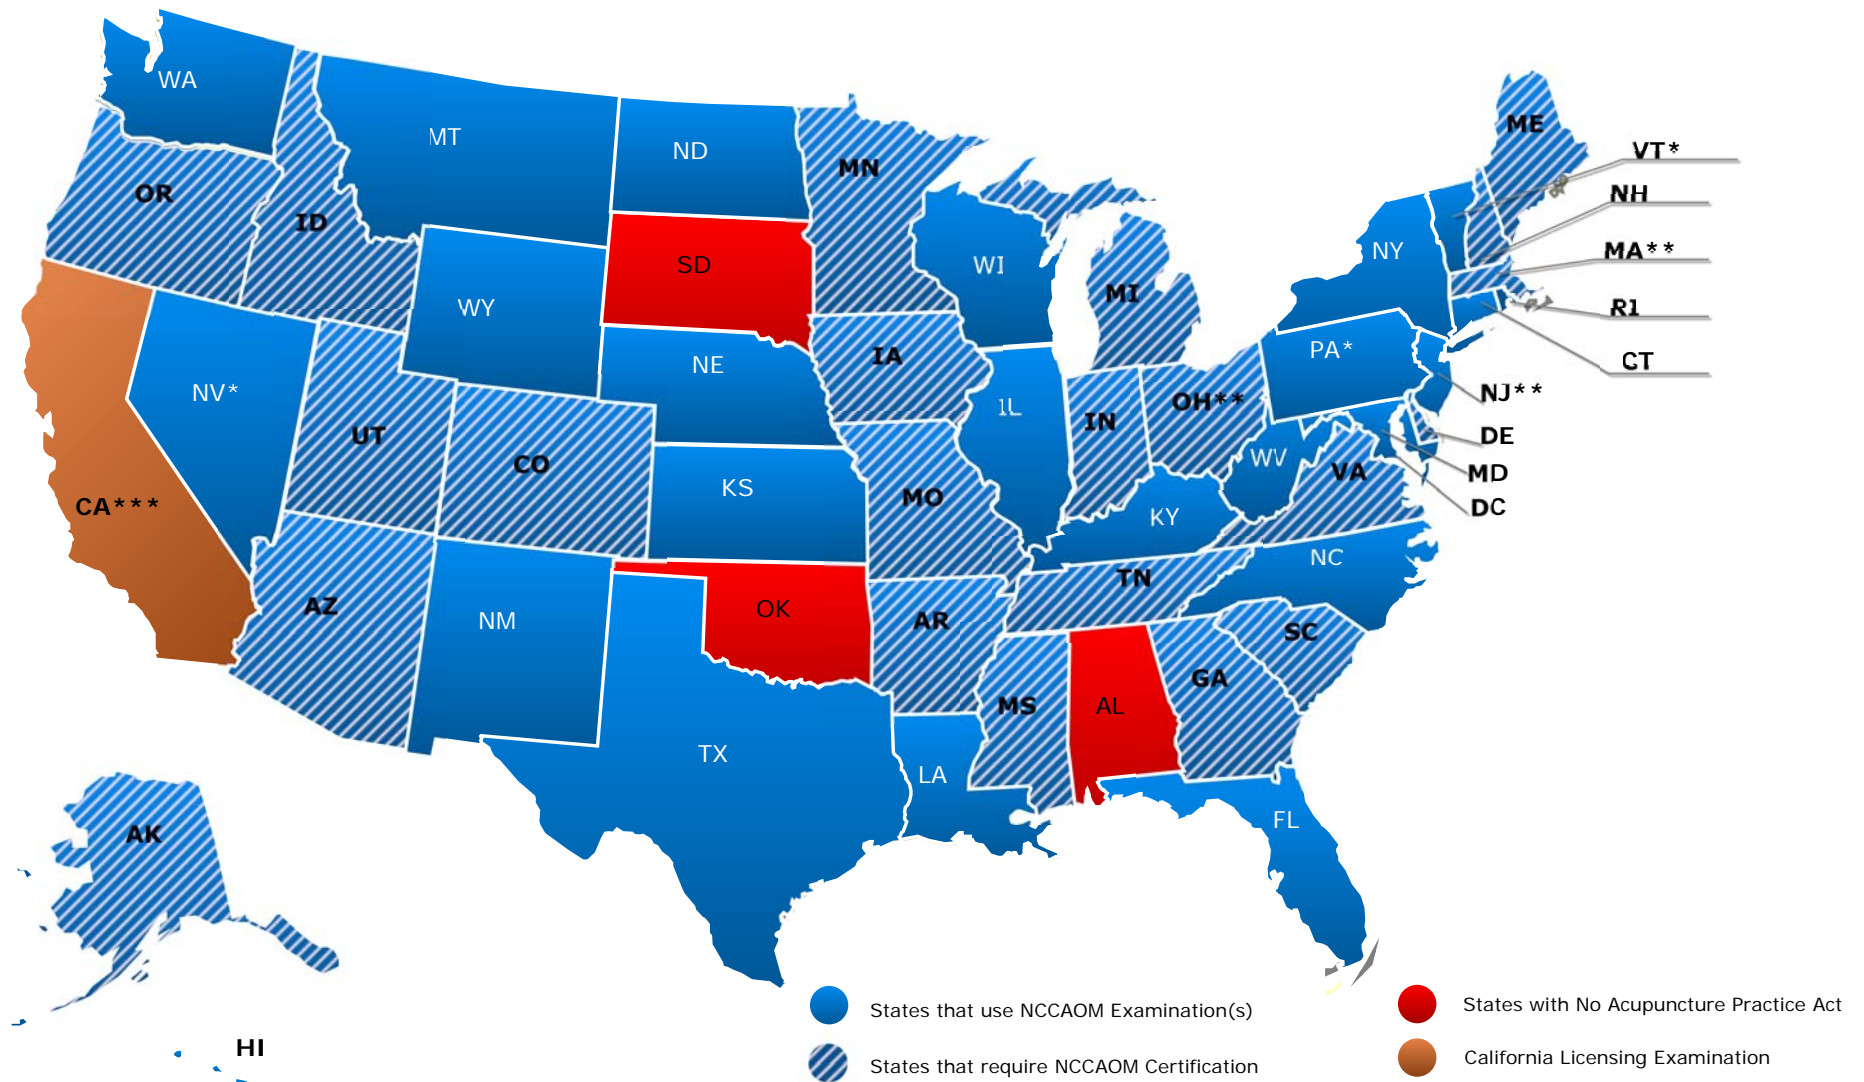 WA
MT
ND
MN
ME
VT*
NH
OR
ID
SD
WI
MI
NY
MA**
WY
R1
NE
IA
PA*
CT
NV*
UT
CO
1L
IN
OH**
NJ**
DE
CA***
KS
MO
WV
VA
MD
DC
KY
NC
AZ
NM
OK
AR
TN
SC
GA
MS
AL
TX
LA
FL
AK
HI
States that use NCCAOM Examination(s)
States that require NCCAOM Certification
States with No Acupuncture Practice Act
California Licensing Examination